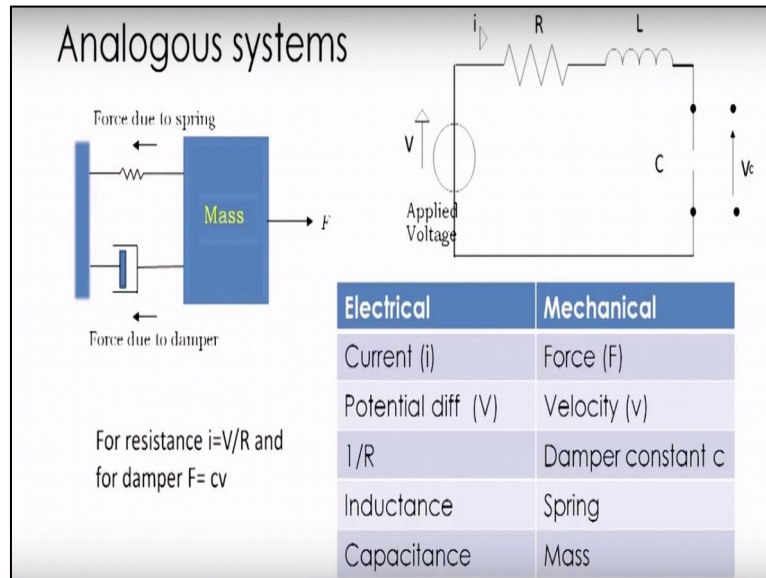 Analogous systems
Force due to spring
Mass
F
Force due to damper
For resistance i=V/R and
for damper F= cv
i
R
L
V
C
Vc
Applied
Voltage
Electrical Mechanical
Current (i) Force (F)
Potential diff (V) Velocity (v)
1/R Damper constant c
Inductance Spring
Capacitance Mass